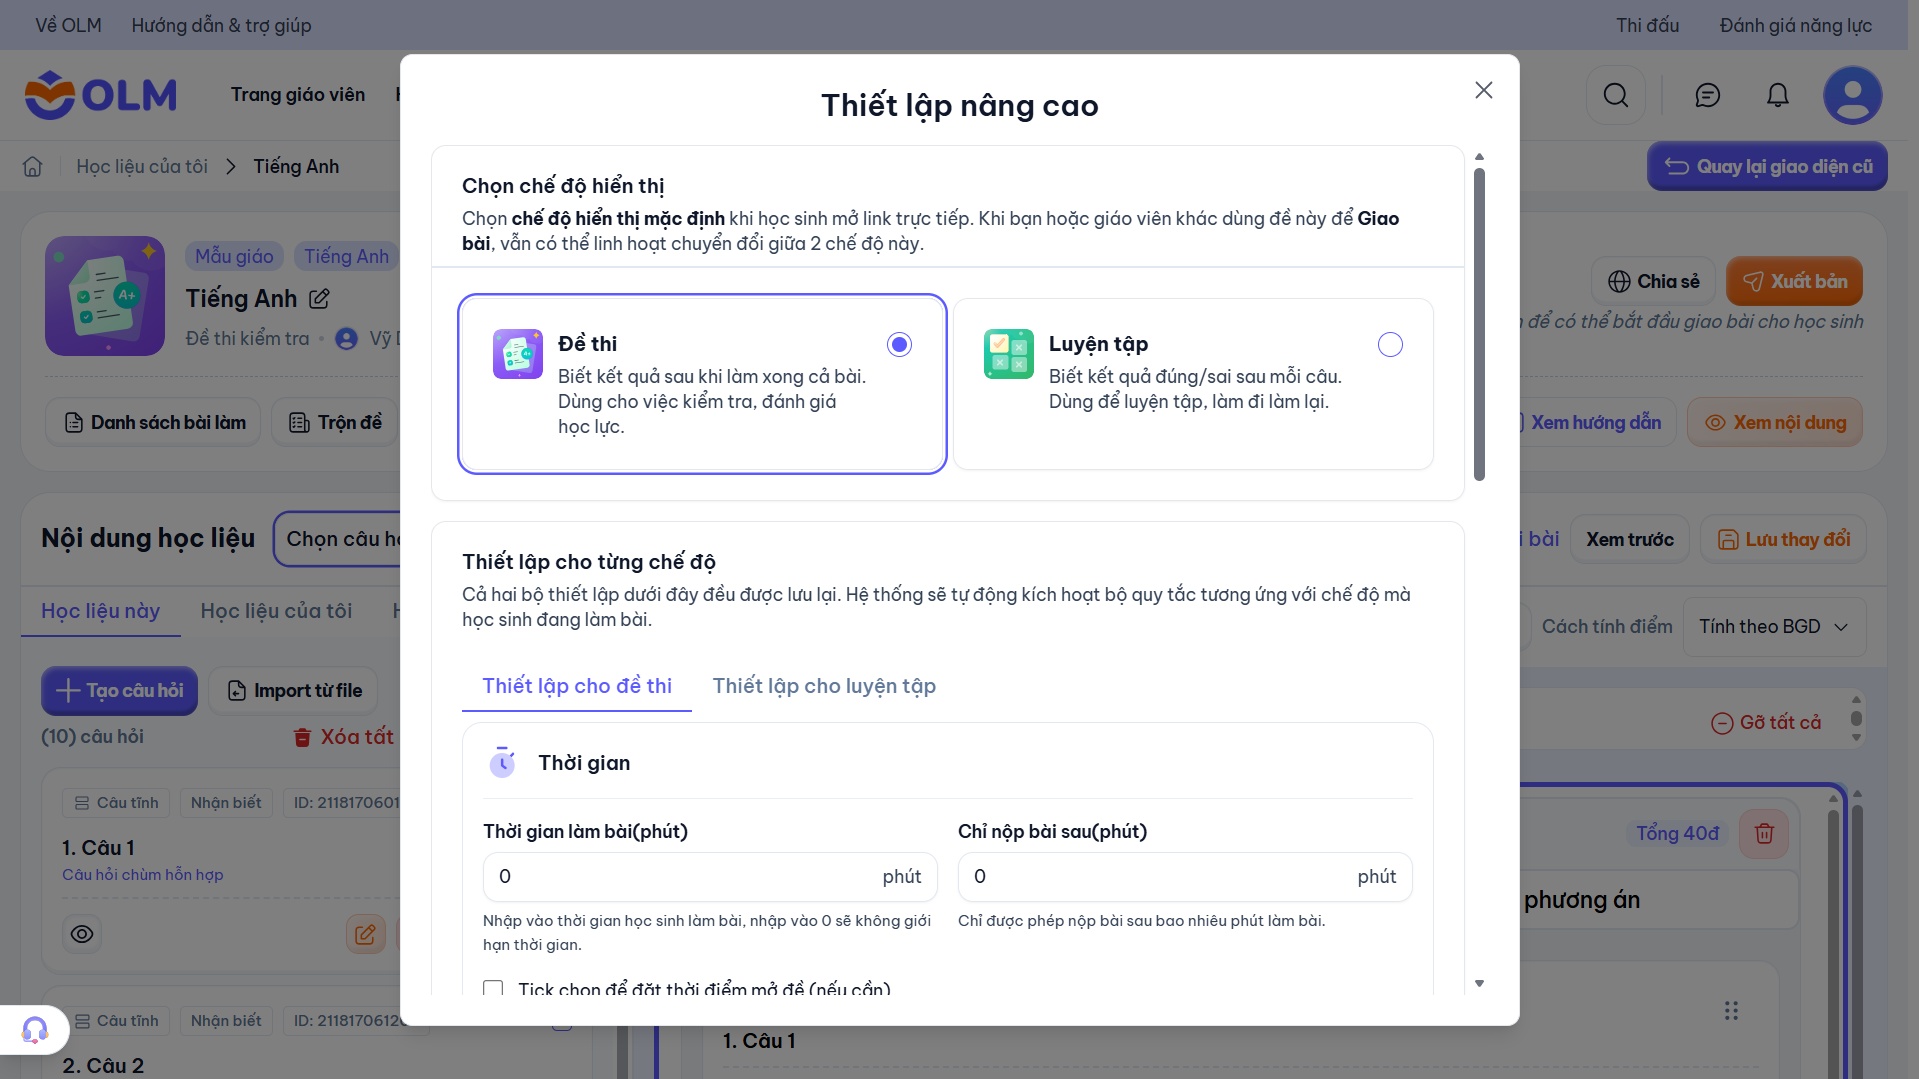 Về OLM
Hướng dẫn & trợ giúp
Thi đấu
Đánh giá năng lực
OLM
Trang giáo viên
Học liệu của tôi
Tiếng Anh
Quay lại giao diện cũ
Thiết lập nâng cao
Chọn chế độ hiển thị
Chọn chế độ hiển thị mặc định khi học sinh mở link trực tiếp. Khi bạn hoặc giáo viên khác dùng đề này để Giao
bài, vẫn có thể linh hoạt chuyển đổi giữa 2 chế độ này.
Đề thi
Biết kết quả sau khi làm xong cả bài.
Dùng cho việc kiểm tra, đánh giá
học lực.
Luyện tập
Biết kết quả đúng/sai sau mỗi câu.
Dùng để luyện tập, làm đi làm lại.
Thiết lập cho từng chế độ
Cả hai bộ thiết lập dưới đây đều được lưu lại. Hệ thống sẽ tự động kích hoạt bộ quy tắc tương ứng với chế độ mà
học sinh đang làm bài.
Thiết lập cho đề thi
Thiết lập cho luyện tập
Thời gian
Thời gian làm bài(phút)
0 phút
Nhập vào thời gian học sinh làm bài, nhập vào 0 sẽ không giới
hạn thời gian.
Chỉ nộp bài sau(phút)
0 phút
Chỉ được phép nộp bài sau bao nhiêu phút làm bài.
Tick chọn để đặt thời điểm mở đề (nếu cần)
Mẫu giáo
Tiếng Anh
A+
Tiếng Anh
Đề thi kiểm tra • Vỹ
Danh sách bài làm
Trộn đề
Chia sẻ
Xuất bản
để có thể bắt đầu giao bài cho học sinh
Xem hướng dẫn
Xem nội dung
Nội dung học liệu
Chọn câu
bài
Xem trước
Lưu thay đổi
Học liệu này
Học liệu của tôi
Cách tính điểm
Tính theo BGD
Tạo câu hỏi
Import từ file
(10) câu hỏi
Xóa tất
Gỡ tất cả
Câu tĩnh
Nhận biết
ID: 2118170601
1. Câu 1
Câu hỏi chùm hỗn hợp
Tổng 40đ
phương án
Câu tĩnh
Nhận biết
ID: 211817061
2. Câu 2
1. Câu 1